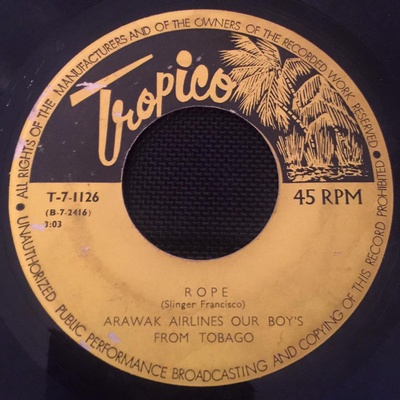 ALL RIGHTS OF THE MANUFACTURERS AND OF THE OWNERS OF THE RECORDED WORK RESERVED •
UNAUTHORIZED PUBLIC PERFORMANCE BROADCASTING AND COPYING OF THIS RECORD PROHIBITED.
Tropico
T-7-1126
45 RPM
(B-7-2416)
3:03
ROPE
(Slinger Francisco)
ARAWAK AIRLINES OUR BOY'S
FROM TOBAGO